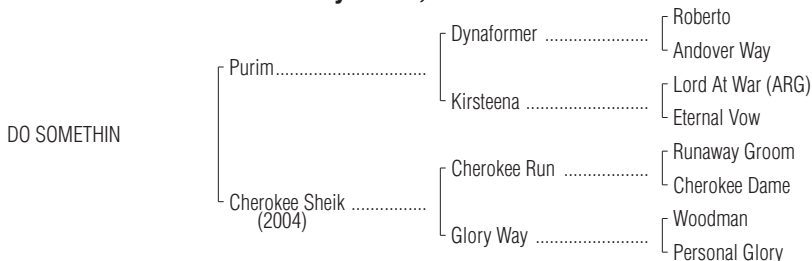 Roberto
Dynaformer ..................
Andover Way
Purim...............................
Lord At War (ARG)
Kirsteena .....................
Eternal Vow
DO SOMETHIN
Runaway Groom
Cherokee Run ..............
Cherokee Dame
Cherokee Sheik ................
(2004)
Woodman
Glory Way ....................
Personal Glory